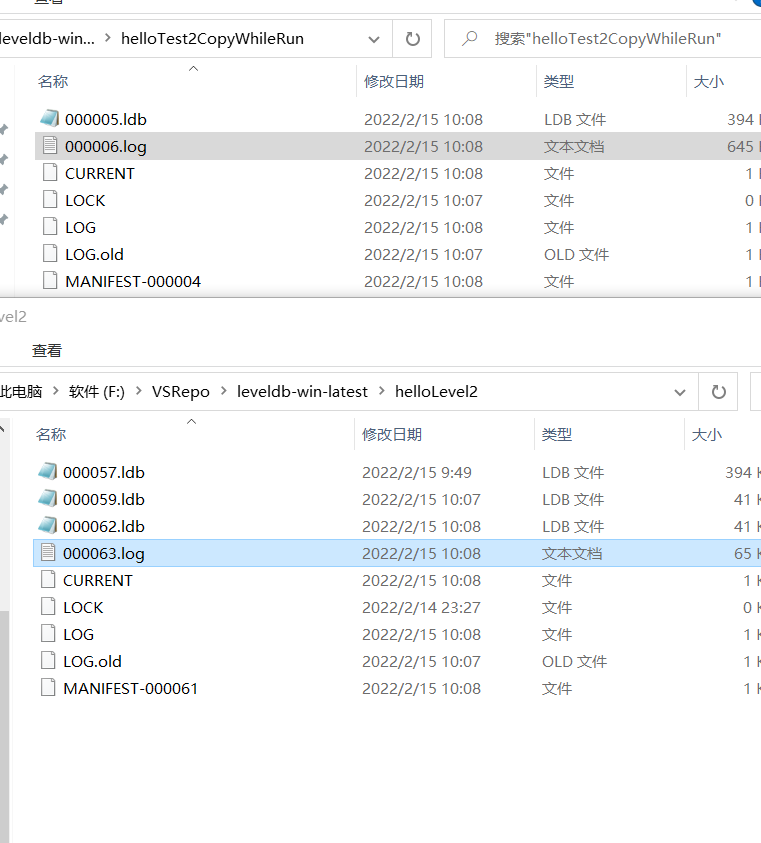 查看
leveldb-win... › helloTest2CopyWhileRun 搜索"helloTest2CopyWhileRun"
名称 修改日期 类型 大小
000005.ldb 2022/2/15 10:08 LDB 文件 394
000006.log 2022/2/15 10:08 文本文档 645
CURRENT 2022/2/15 10:08 文件 1
LOCK 2022/2/15 10:07 文件 0
LOG 2022/2/15 10:08 文件 1
LOG.old 2022/2/15 10:07 OLD 文件 1
MANIFEST-000004 2022/2/15 10:08 文件 1
vel2
查看
此电脑 › 软件 (F:) › VSRepo › leveldb-win-latest › helloLevel2
名称 修改日期 类型 大小
000057.ldb 2022/2/15 9:49 LDB 文件 394 K
000059.ldb 2022/2/15 10:07 LDB 文件 41 K
000062.ldb 2022/2/15 10:08 LDB 文件 41 K
000063.log 2022/2/15 10:08 文本文档 65 K
CURRENT 2022/2/15 10:08 文件 1 K
LOCK 2022/2/14 23:27 文件 0 K
LOG 2022/2/15 10:08 文件 1 K
LOG.old 2022/2/15 10:07 OLD 文件 1 K
MANIFEST-000061 2022/2/15 10:08 文件 1 K